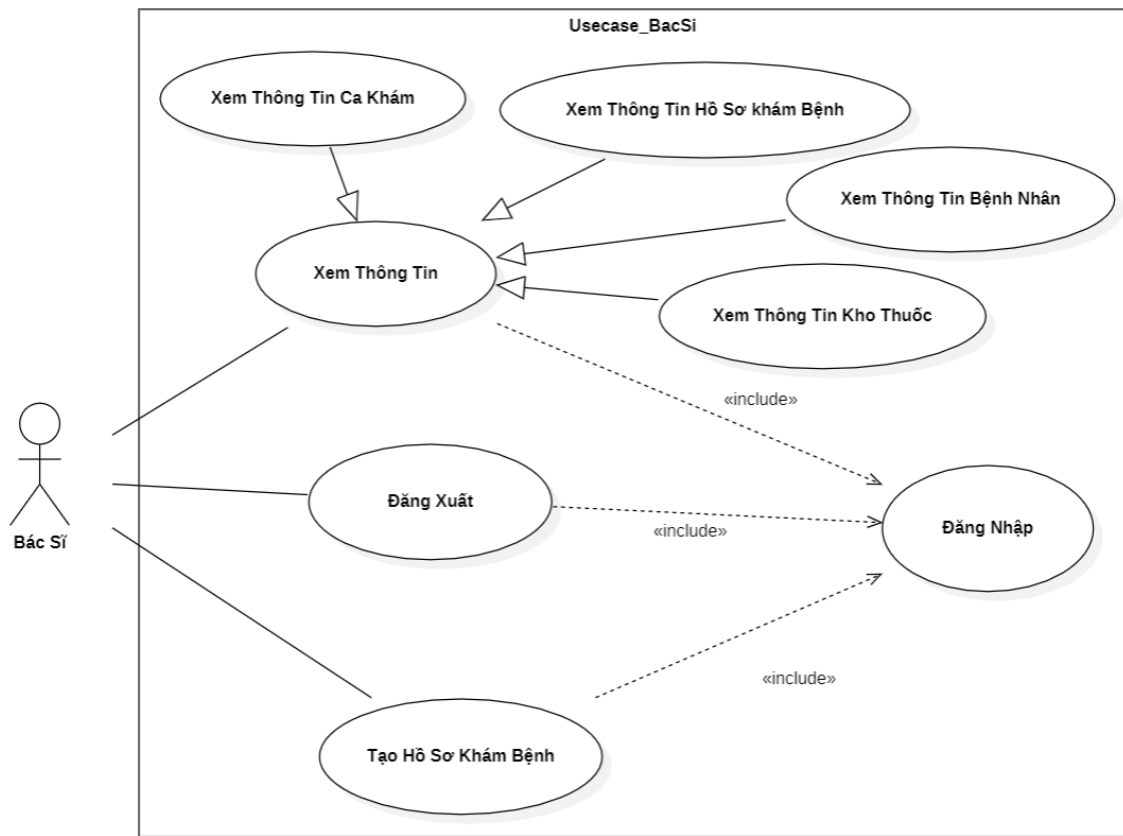 Usecase_BacSi
Xem Thông Tin Ca Khám
Xem Thông Tin Hồ Sơ khám Bệnh
Xem Thông Tin Bệnh Nhân
Xem Thông Tin
Xem Thông Tin Kho Thuốc
«include»
Đăng Xuất
«include»
Đăng Nhập
Bác Sĩ
«include»
Tạo Hồ Sơ Khám Bệnh